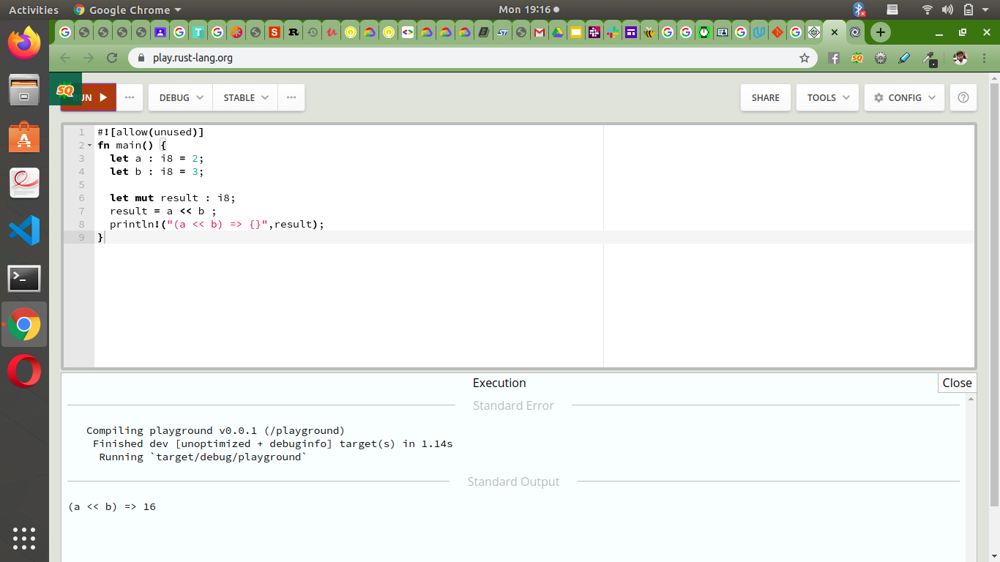 Activities
Google Chrome
Mon 19:16
play.rust-lang.org
SQ
UN
...
DEBUG
STABLE
...
SHARE
TOOLS
CONFIG
1 #![allow(unused)]
2 fn main() {
3   let a : i8 = 2;
4   let b : i8 = 3;
5
6   let mut result : i8;
7   result = a << b ;
8   println!("(a << b) => {}",result);
9 }
Execution
Close
Standard Error
   Compiling playground v0.0.1 (/playground)
    Finished dev [unoptimized + debuginfo] target(s) in 1.14s
     Running `target/debug/playground`
Standard Output
(a << b) => 16